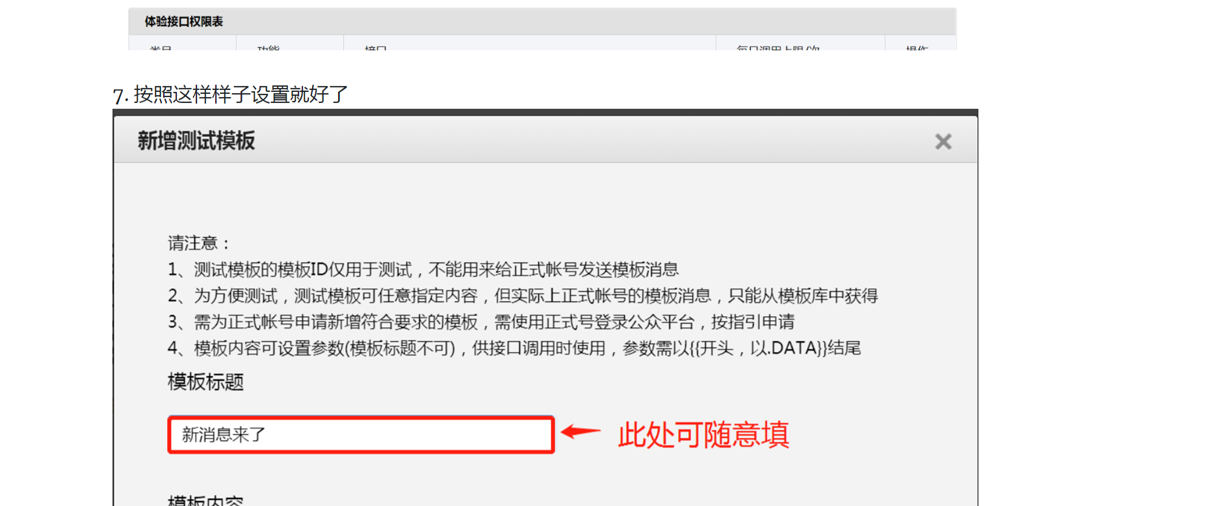 体验接口权限表
类目 功能 接口 每日调用上限/次 操作
7. 按照这样样子设置就好了
新增测试模板
请注意：
1、测试模板的模板ID仅用于测试，不能用来给正式帐号发送模板消息
2、为方便测试，测试模板可任意指定内容，但实际上正式帐号的模板消息，只能从模板库中获得
3、需为正式帐号申请新增符合要求的模板，需使用正式号登录公众平台，按指引申请
4、模板内容可设置参数(模板标题不可)，供接口调用时使用，参数需以{{开头，以.DATA}}结尾
模板标题
新消息来了 此处可随意填
模板内容